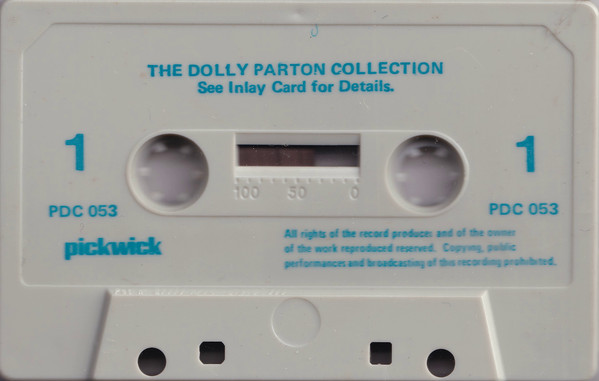 THE DOLLY PARTON COLLECTION
See Inlay Card for Details.
1
1
100 50 0
PDC 053
PDC 053
pickwick
All rights of the record producer and of the owner
of the work reproduced reserved. Copying, public
performances and broadcasting of this recording prohibited.